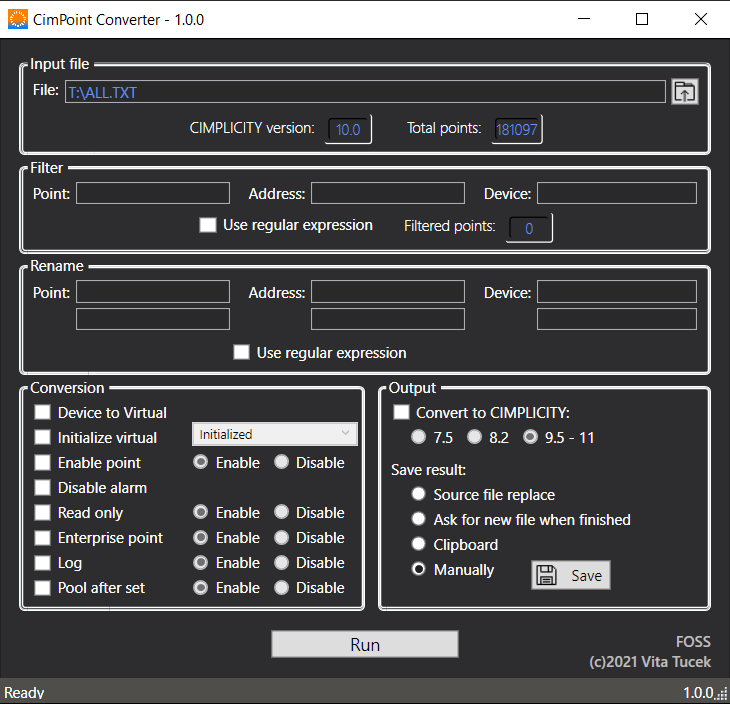 CimPoint Converter - 1.0.0
Input file
File: T:\ALL.TXT
CIMPLICITY version: 10.0 Total points: 181097
Filter
Point: Address: Device:
Use regular expression Filtered points: 0
Rename
Point: Address: Device:
Use regular expression
Conversion
Device to Virtual
Initialize virtual Initialized
Enable point Enable Disable
Disable alarm
Read only Enable Disable
Enterprise point Enable Disable
Log Enable Disable
Pool after set Enable Disable
Output
Convert to CIMPLICITY:
7.5 8.2 9.5 - 11
Save result:
Source file replace
Ask for new file when finished
Clipboard
Manually Save
Run
FOSS
(c)2021 Vita Tucek
Ready 1.0.0